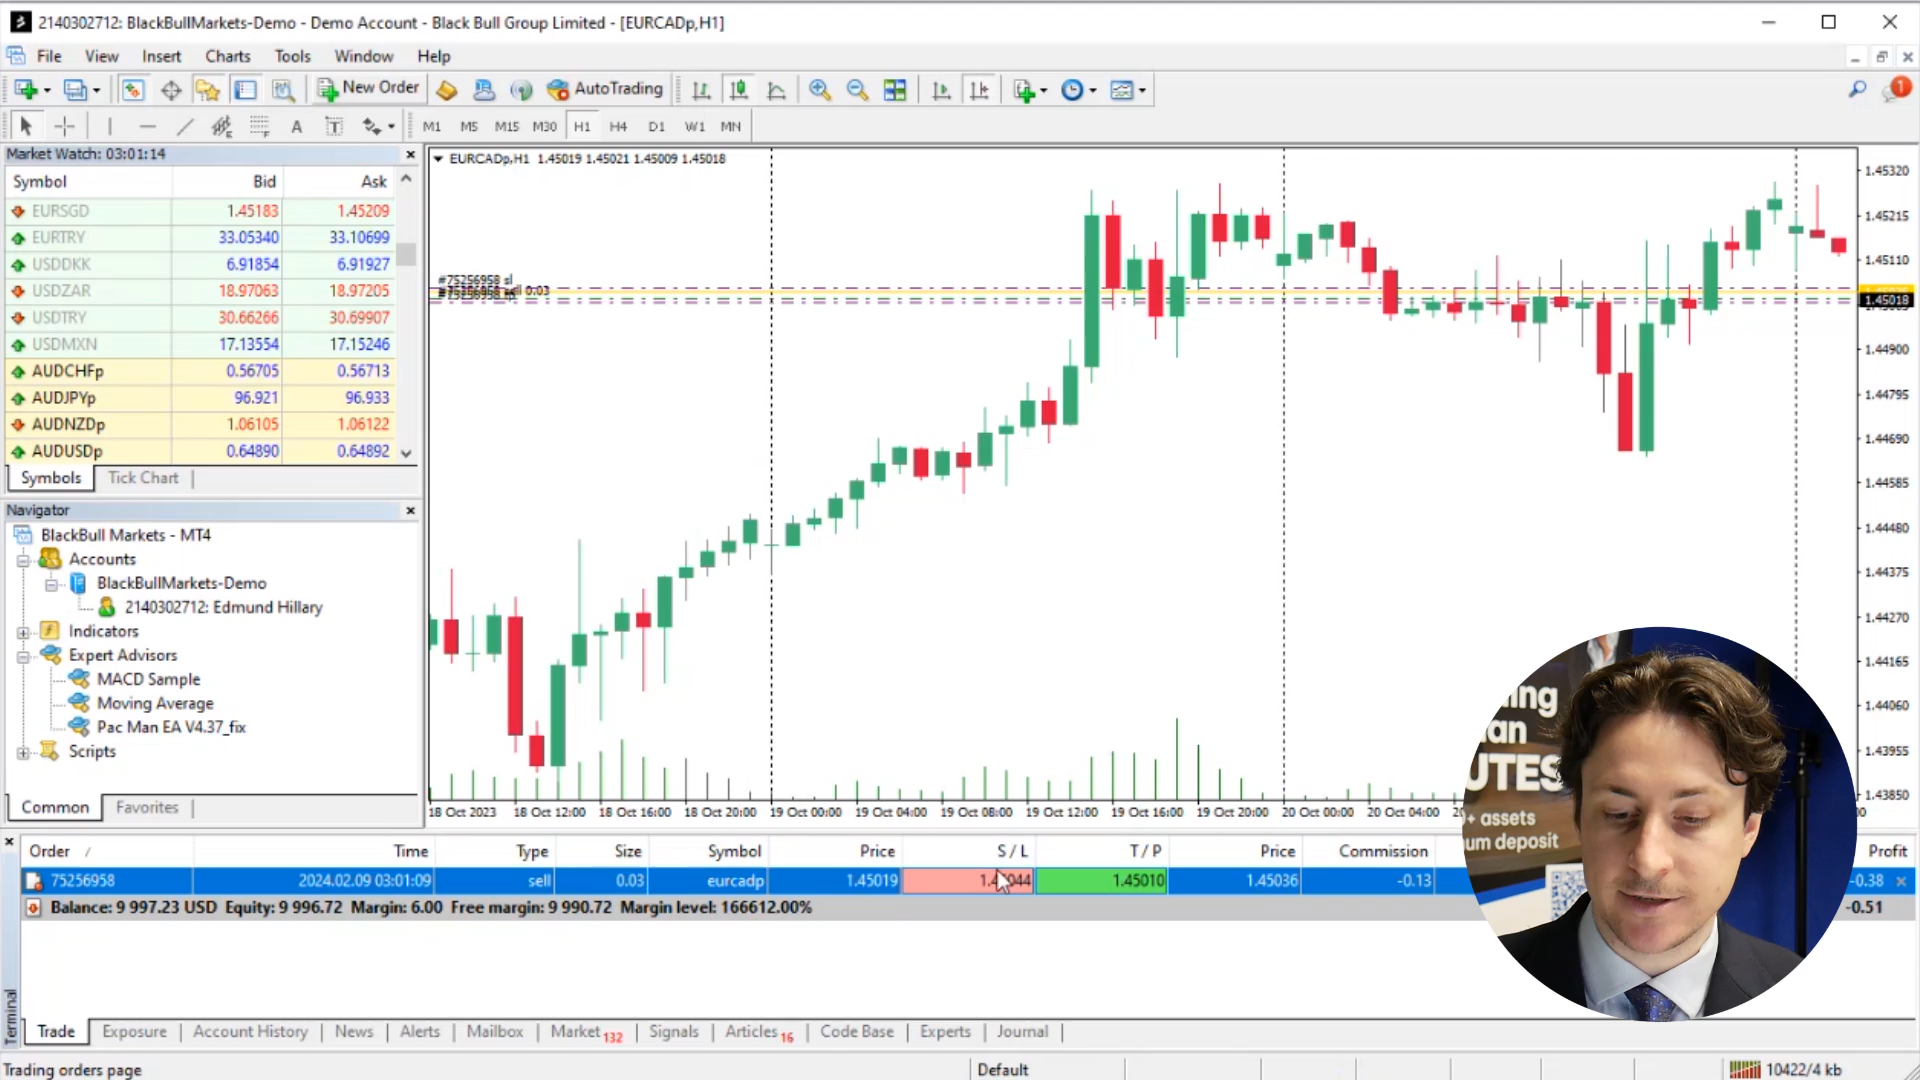 2140302712: BlackBullMarkets-Demo - Demo Account - Black Bull Group Limited - [EURCADp,H1]
File View Insert Charts Tools Window Help
New Order AutoTrading 1
M1 M5 M15 M30 H1 H4 D1 W1 MN
Market Watch: 03:01:14
Symbol Bid Ask
EURSGD 1.45183 1.45209
EURTRY 33.05340 33.10699
USDDKK 6.91854 6.91927
USDZAR 18.97063 18.97205
USDTRY 30.66266 30.69907
USDMXN 17.13554 17.15246
AUDCHFp 0.56705 0.56713
AUDJPYp 96.921 96.933
AUDNZDp 1.06105 1.06122
AUDUSDp 0.64890 0.64892
Symbols Tick Chart
Navigator
BlackBull Markets - MT4
Accounts
BlackBullMarkets-Demo
2140302712: Edmund Hillary
Indicators
Expert Advisors
MACD Sample
Moving Average
Pac Man EA V4.37_fix
Scripts
Common Favorites
EURCADp,H1 1.45019 1.45021 1.45009 1.45018
#75256958 sl
sell 0.03
1.45320
1.45215
1.45110
1.45018
1.44900
1.44795
1.44690
1.44585
1.44480
1.44375
1.44270
1.44165
1.44060
1.43955
1.43850
18 Oct 2023 18 Oct 12:00 18 Oct 16:00 18 Oct 20:00 19 Oct 00:00 19 Oct 04:00 19 Oct 08:00 19 Oct 12:00 19 Oct 16:00 19 Oct 20:00 20 Oct 00:00 20 Oct 04:00
UTES
+ assets
um deposit
Order / Time Type Size Symbol Price S / L T / P Price Commission Profit
75256958 2024.02.09 03:01:09 sell 0.03 eurcadp 1.45019 1.45010 1.45036 -0.13 -0.38
Balance: 9 997.23 USD Equity: 9 996.72 Margin: 6.00 Free margin: 9 990.72 Margin level: 166612.00% -0.51
Terminal
Trade Exposure Account History News Alerts Mailbox Market 132 Signals Articles 16 Code Base Experts Journal
Trading orders page Default 10422/4 kb